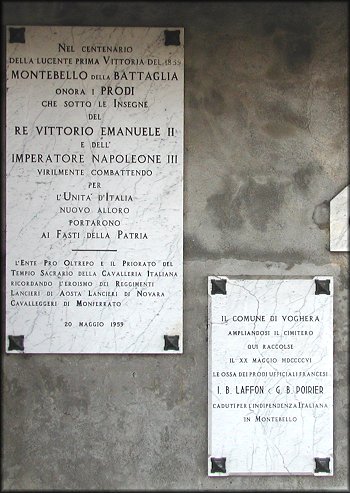 NEL CENTENARIO
DELLA LUCENTE PRIMA VITTORIA DEL 1859
MONTEBELLO DELLA BATTAGLIA
ONORA I PRODI
CHE SOTTO LE INSEGNE
DEL
RE VITTORIO EMANUELE II
E DELL'
IMPERATORE NAPOLEONE III
VIRILMENTE COMBATTENDO
PER
L'UNITA' D'ITALIA
NUOVO ALLORO
PORTARONO
AI FASTI DELLA PATRIA
L'ENTE PRO OLTREPO E IL PRIORATO DEL
TEMPIO SACRARIO DELLA CAVALLERIA ITALIANA
RICORDANDO L'EROISMO DEI REGGIMENTI
LANCIERI DI AOSTA LANCIERI DI NOVARA
CAVALLEGGERI DI MONFERRATO
20 MAGGIO 1959
IL COMUNE DI VOGHERA
AMPLIANDOSI IL CIMITERO
QUI RACCOLSE
IL XX MAGGIO MDCCCCVI
LE OSSA DEI PRODI UFFICIALI FRANCESI
I. B. LAFFON E G. B. POIRIER
CADUTI PER L'INDIPENDENZA ITALIANA
IN MONTEBELLO